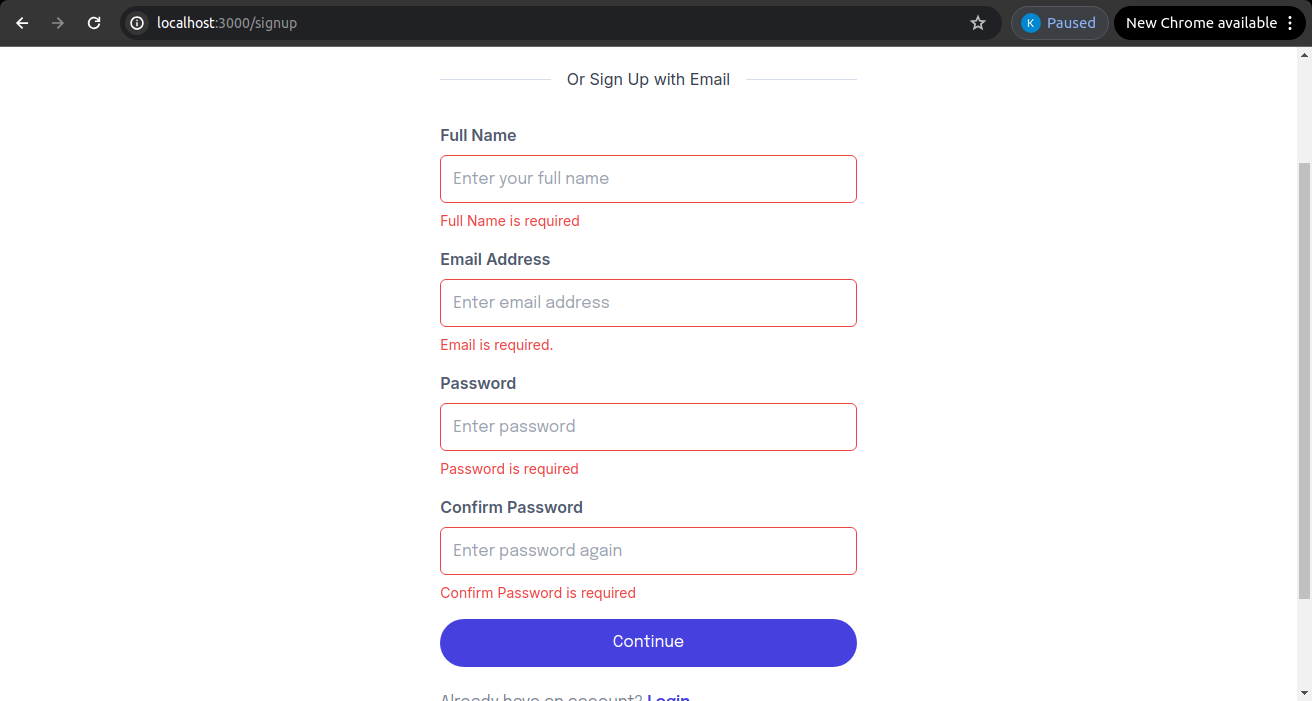 localhost:3000/signup
K Paused
New Chrome available
Or Sign Up with Email
Full Name
Enter your full name
Full Name is required
Email Address
Enter email address
Email is required.
Password
Enter password
Password is required
Confirm Password
Enter password again
Confirm Password is required
Continue
Already have an account? Login